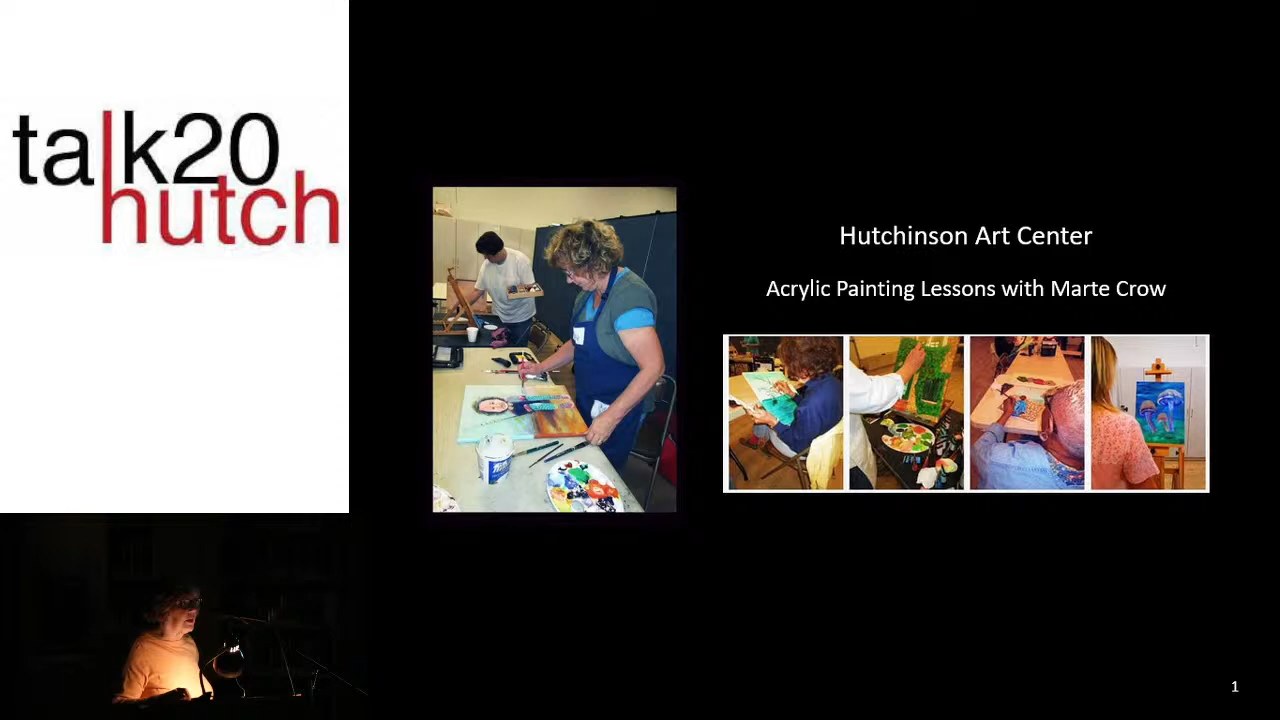 talk20
hutch
Hutchinson Art Center
Acrylic Painting Lessons with Marte Crow
1